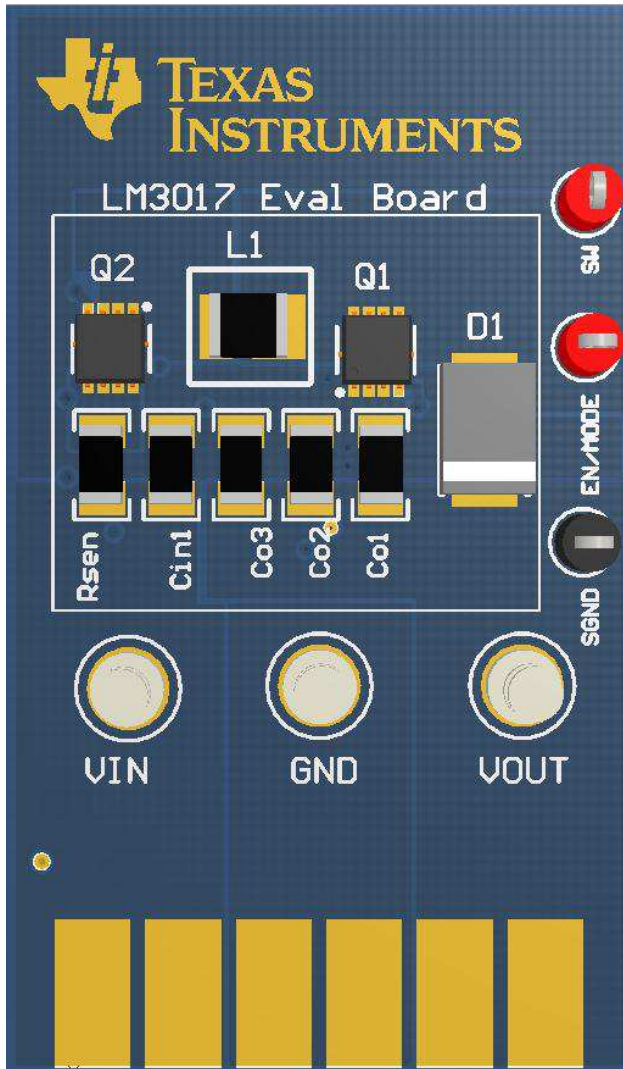 TEXAS
INSTRUMENTS
LM3017 Eval Board
SW
Q2
L1
Q1
D1
EN/MODE
Rsen
Cin1
Co3
Co2
Co1
SGND
VIN
GND
VOUT